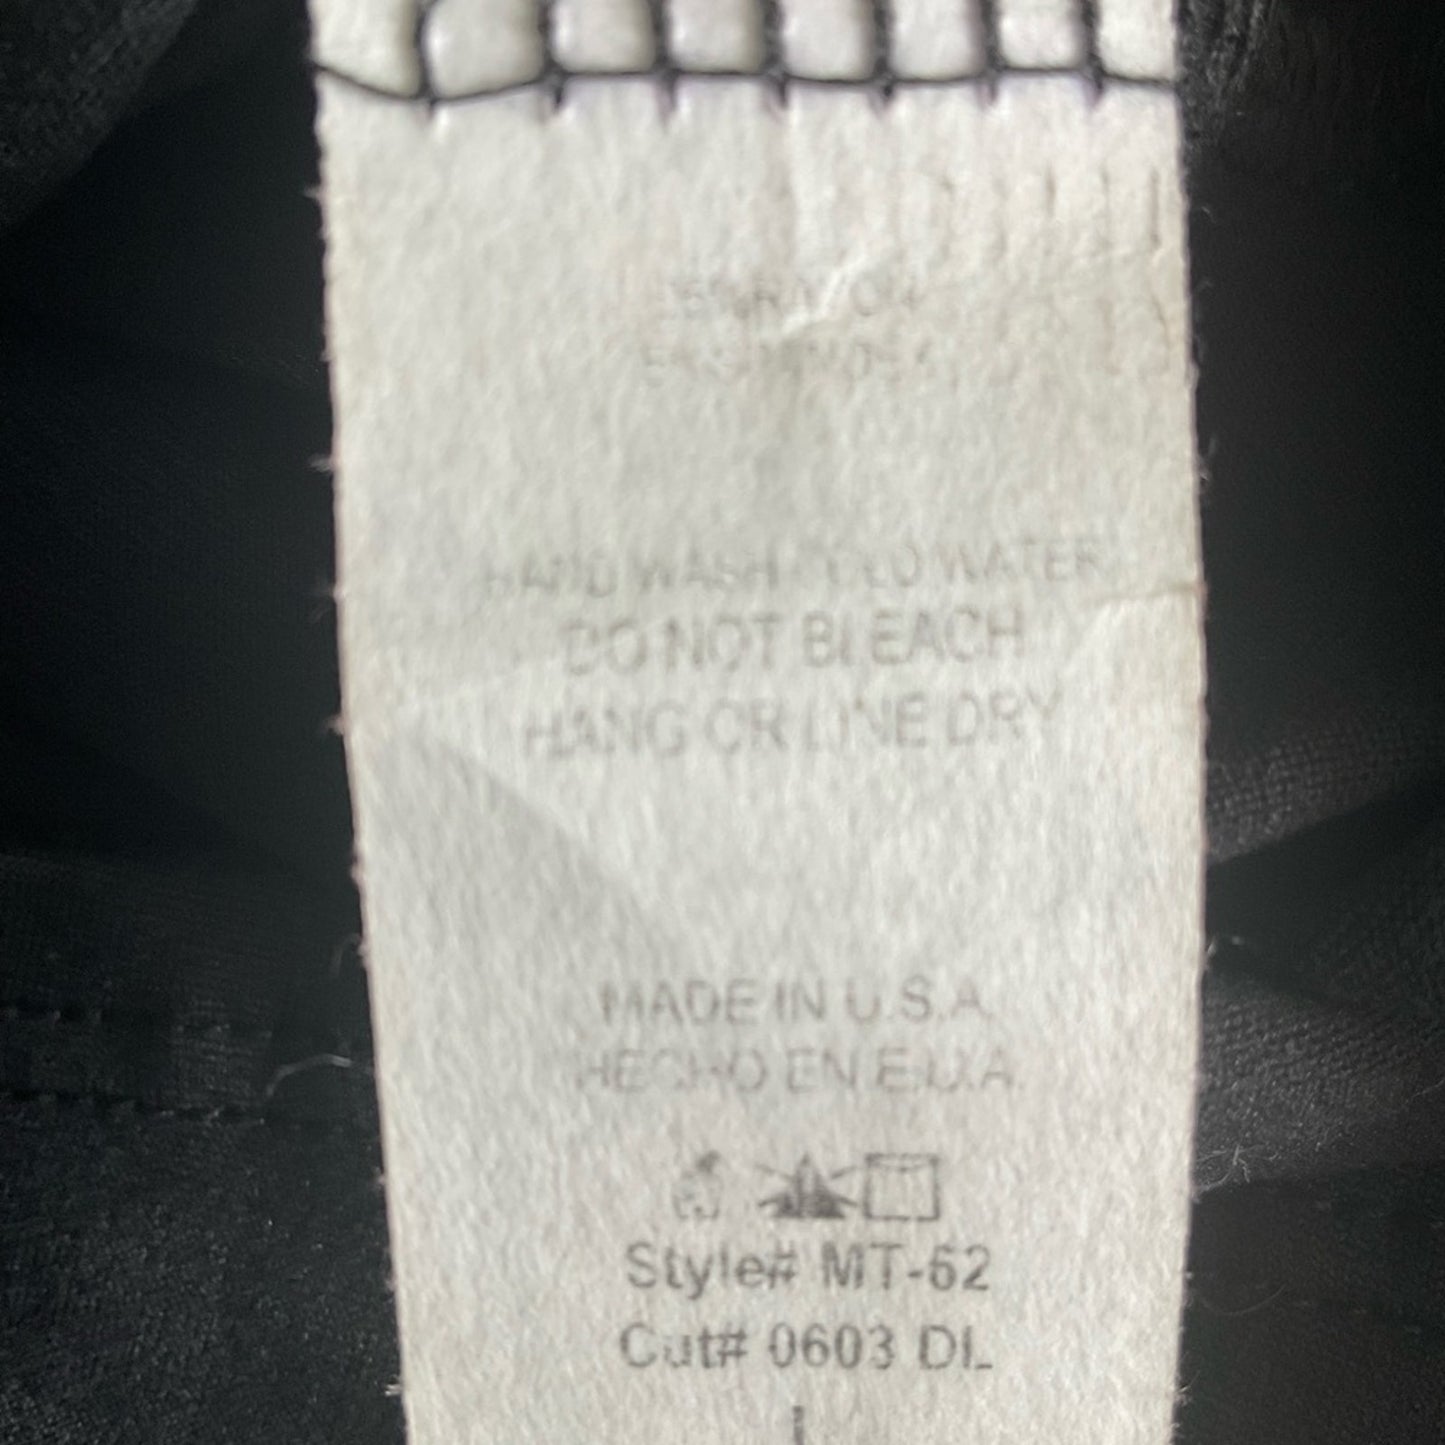 HAND WASH COLD WATER
DO NOT BLEACH
HANG OR LINE DRY
MADE IN U.S.A.
HECHO EN E.U.A.
Style# MT-62
Cut# 0603 DL